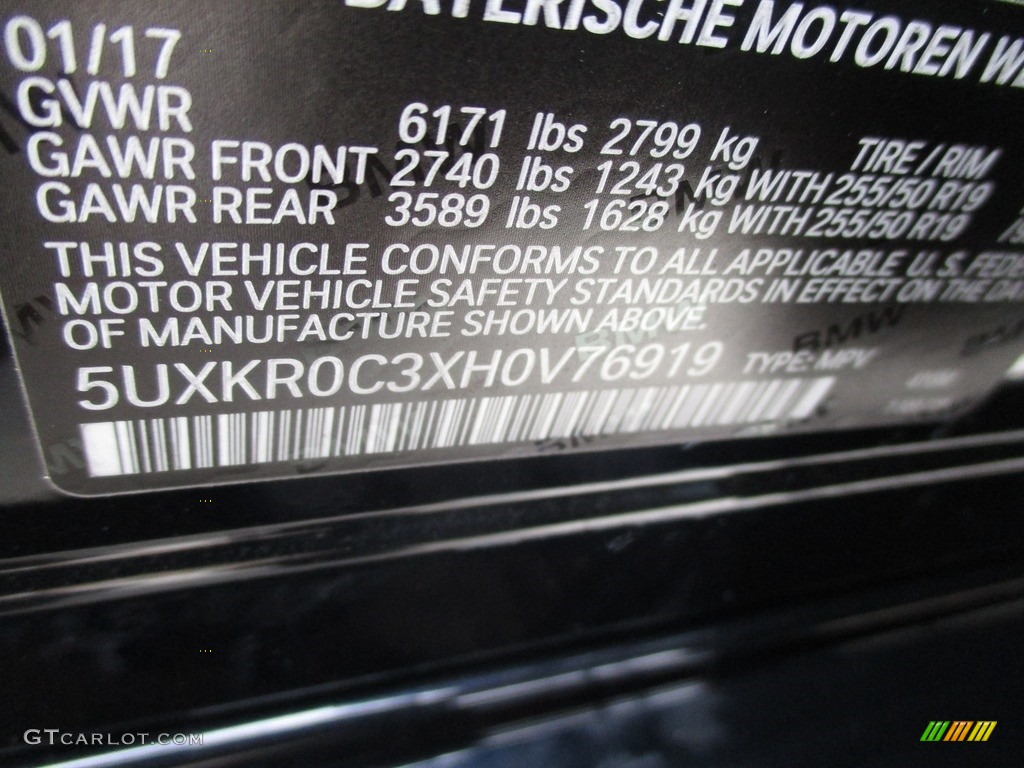 BAYERISCHE MOTOREN
01/17
GVWR 6171 lbs 2799 kg TIRE / RIM
GAWR FRONT 2740 lbs 1243 kg WITH 255/50 R19
GAWR REAR 3589 lbs 1628 kg WITH 255/50 R19
THIS VEHICLE CONFORMS TO ALL APPLICABLE U.S. FEDE
MOTOR VEHICLE SAFETY STANDARDS IN EFFECT ON THE DA
OF MANUFACTURE SHOWN ABOVE.
5UXKR0C3XH0V76919 TYPE: MPV
GTCARLOT.COM